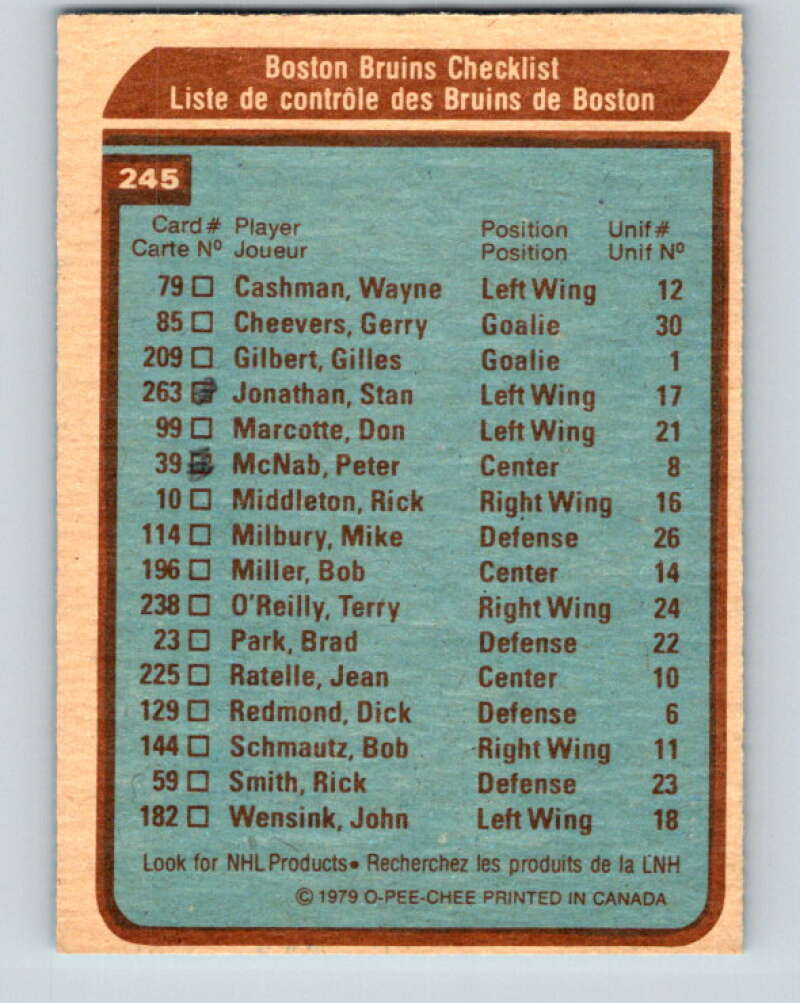 Boston Bruins Checklist
Liste de contrôle des Bruins de Boston
245
Card # Player Position Unif #
Carte Nº Joueur Position Unif Nº
79 Cashman, Wayne Left Wing 12
85 Cheevers, Gerry Goalie 30
209 Gilbert, Gilles Goalie 1
263 Jonathan, Stan Left Wing 17
99 Marcotte, Don Left Wing 21
39 McNab, Peter Center 8
10 Middleton, Rick Right Wing 16
114 Milbury, Mike Defense 26
196 Miller, Bob Center 14
238 O'Reilly, Terry Right Wing 24
23 Park, Brad Defense 22
225 Ratelle, Jean Center 10
129 Redmond, Dick Defense 6
144 Schmautz, Bob Right Wing 11
59 Smith, Rick Defense 23
182 Wensink, John Left Wing 18
Look for NHL Products • Recherchez les produits de la LNH
© 1979 O-PEE-CHEE PRINTED IN CANADA